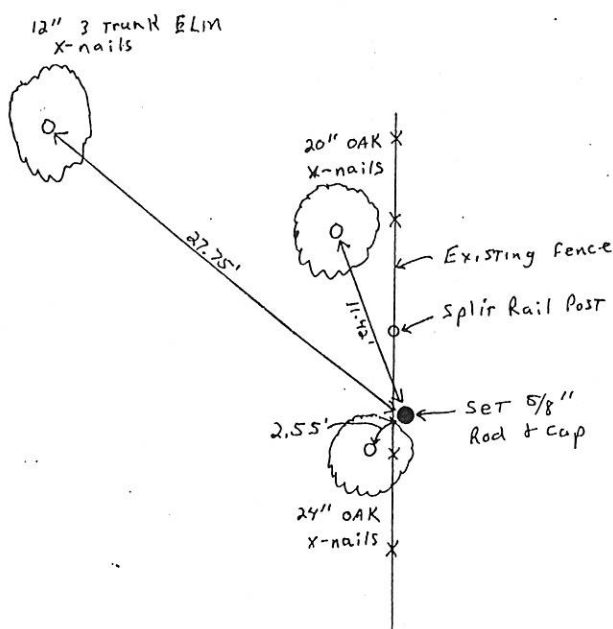 12" 3 Trunk ELM
X-nails
20" OAK
X-nails
27.75'
11.42'
Existing Fence
Split Rail Post
SET 5/8"
Rod & Cap
2.55'
24" OAK
X-nails